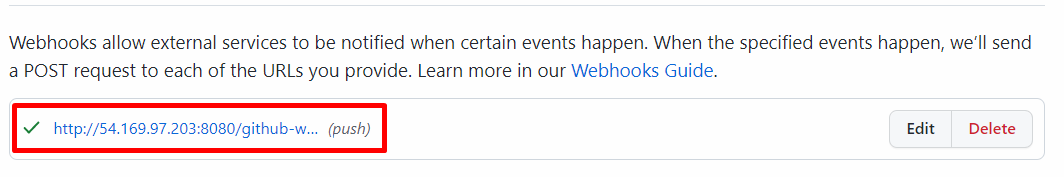 Webhooks allow external services to be notified when certain events happen. When the specified events happen, we’ll send
a POST request to each of the URLs you provide. Learn more in our Webhooks Guide.
http://54.169.97.203:8080/github-w... (push) Edit Delete